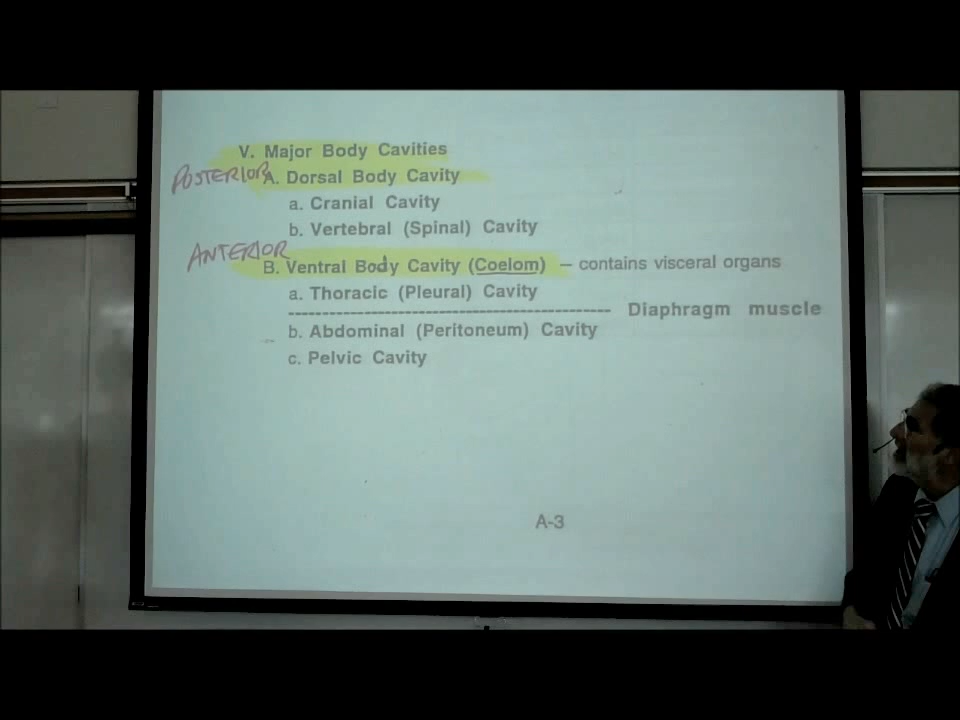 V. Major Body Cavities
POSTERIOR A. Dorsal Body Cavity
a. Cranial Cavity
b. Vertebral (Spinal) Cavity
ANTERIOR
B. Ventral Body Cavity (Coelom) – contains visceral organs
a. Thoracic (Pleural) Cavity
------------------------------------------------ Diaphragm muscle
b. Abdominal (Peritoneum) Cavity
c. Pelvic Cavity
A-3